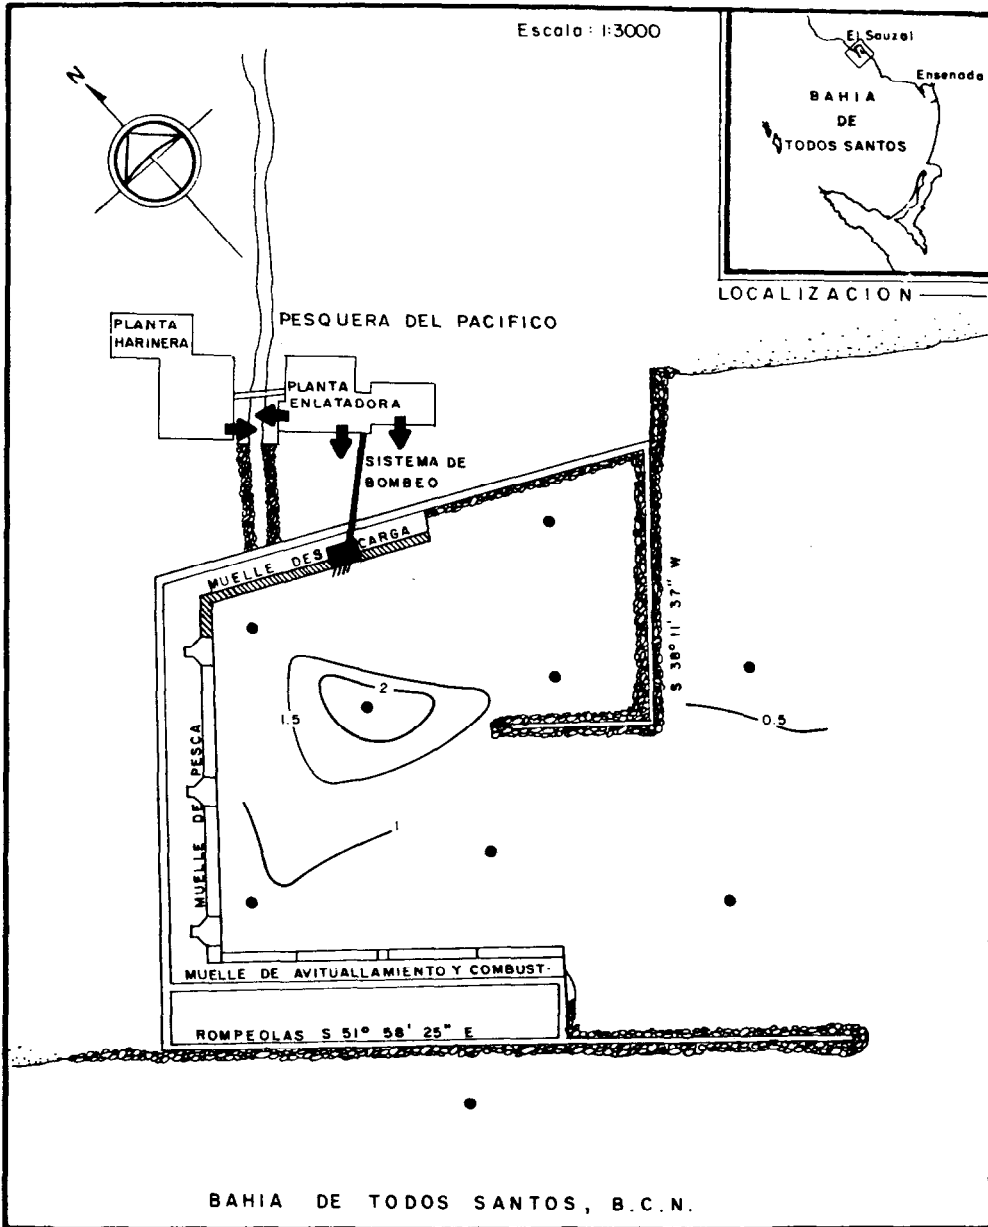 Escala: 1:3000
El Sauzal
Ensenada
BAHIA
DE
TODOS SANTOS
LOCALIZACION
N
PLANTA
HARINERA
PESQUERA DEL PACIFICO
PLANTA
ENLATADORA
SISTEMA DE
BOMBEO
MUELLE DESCARGA
S 38° 11' 37" W
2
1.5
0.5
1
MUELLE DE PESCA
MUELLE DE AVITUALLAMIENTO Y COMBUST.
ROMPEOLAS S 51° 58' 25" E
BAHIA DE TODOS SANTOS, B.C.N.